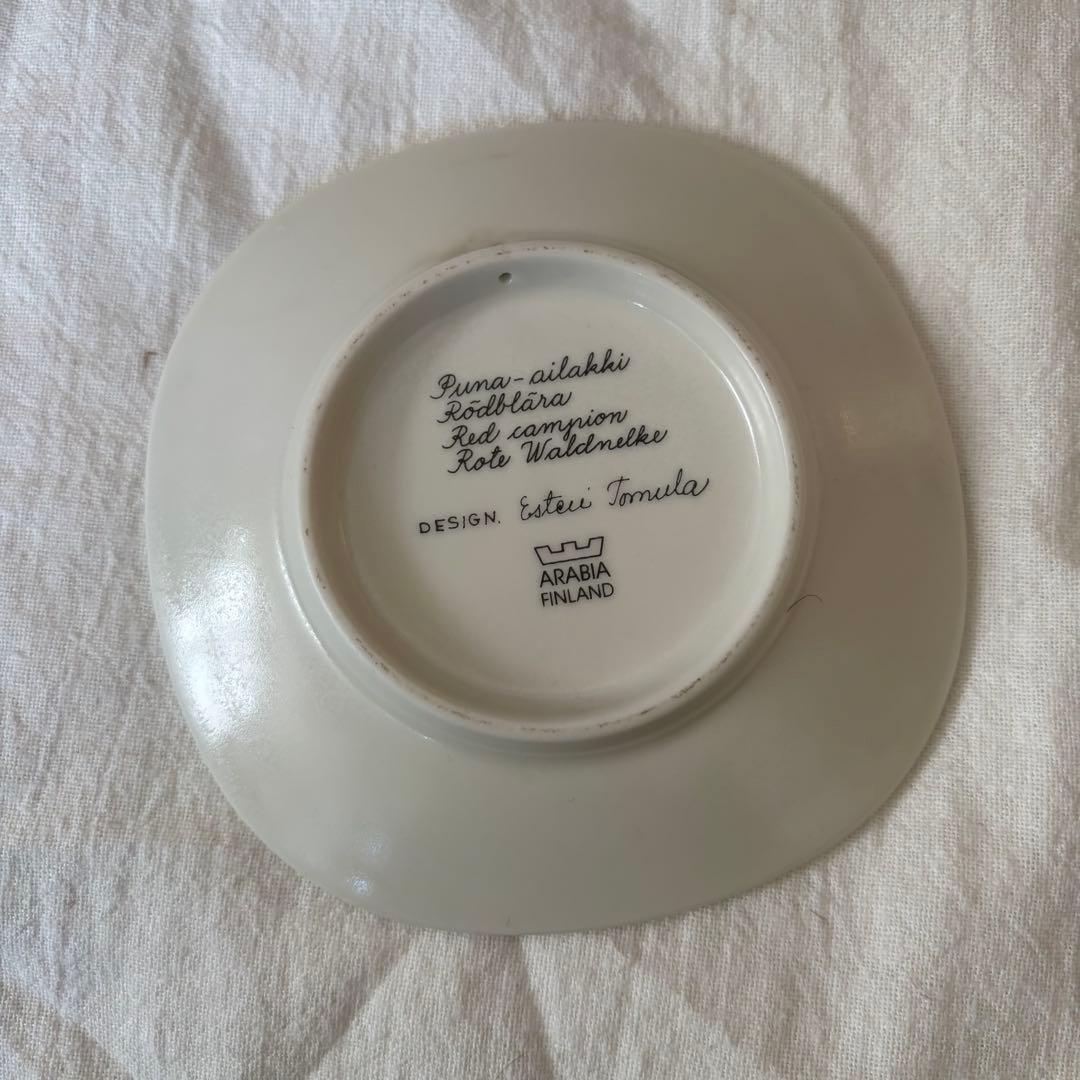 Puna-ailakki
Rödblära
Red campion
Rote Waldnelke
DESIGN. Esteri Tomula
ARABIA
FINLAND